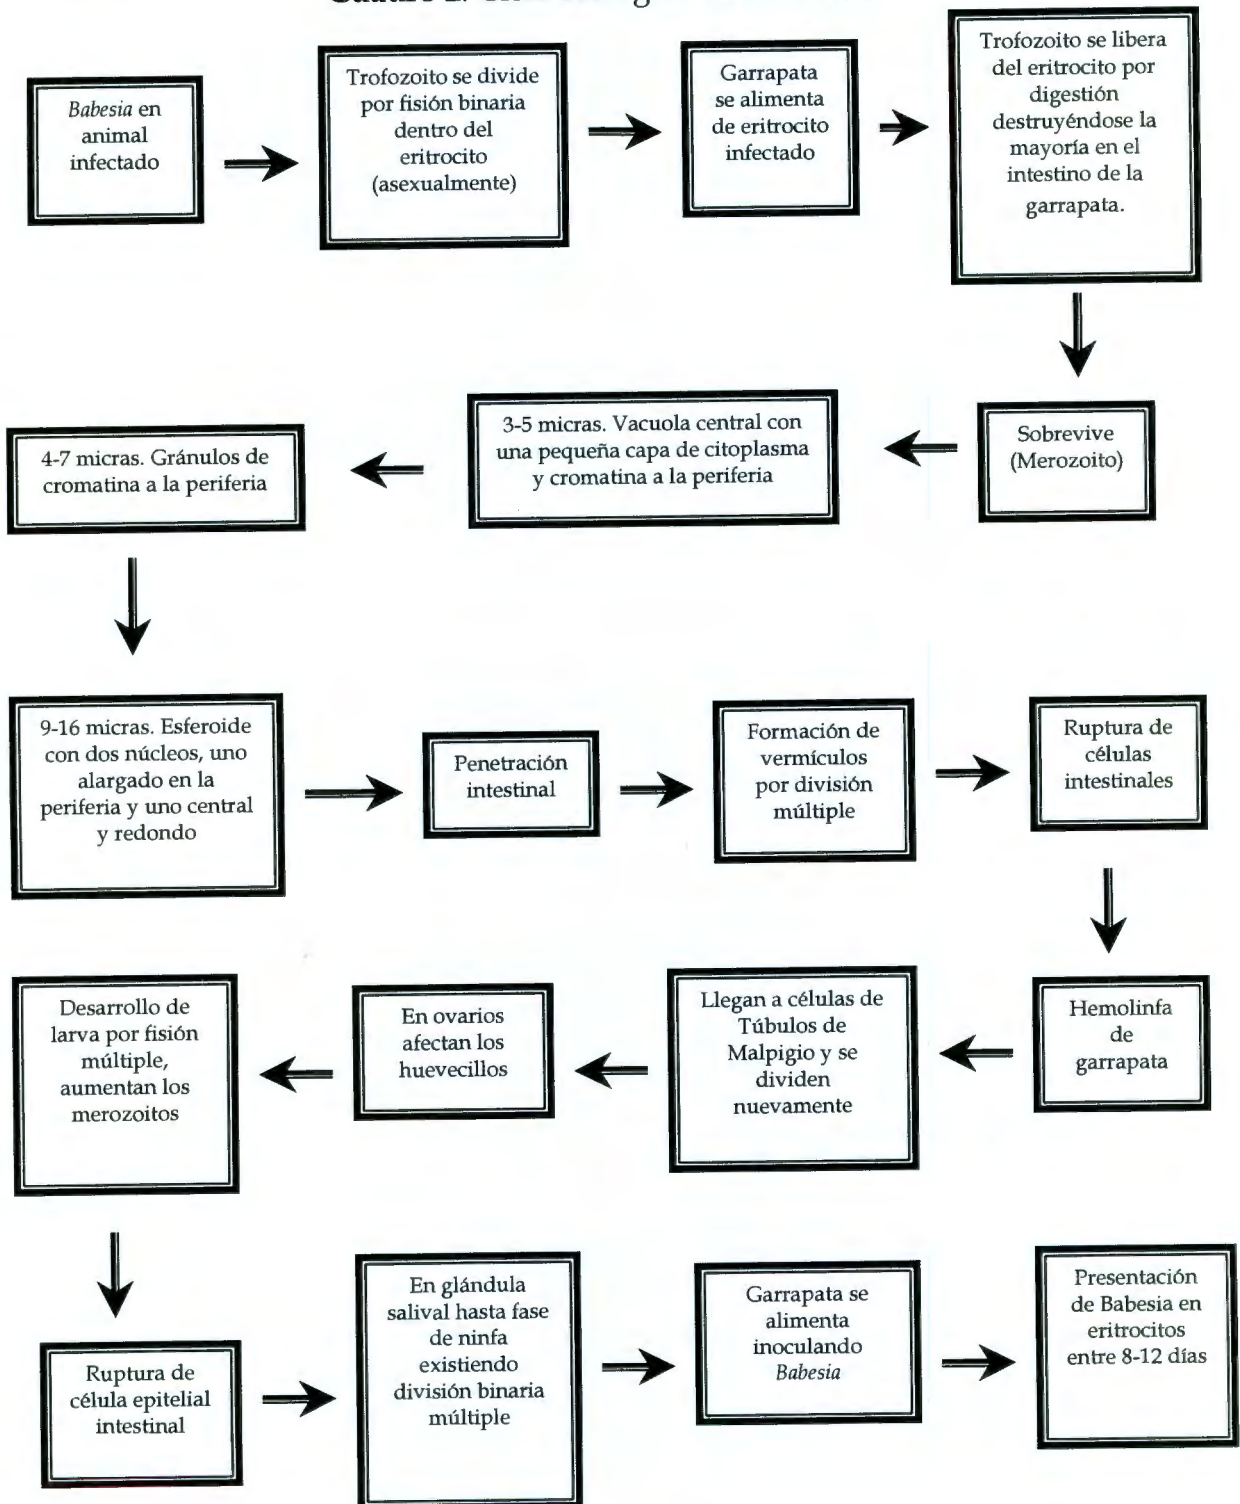 Babesia en
animal
infectado
Trofozoito se divide
por fisión binaria
dentro del
eritrocito
(asexualmente)
Garrapata
se alimenta
de eritrocito
infectado
Trofozoito se libera
del eritrocito por
digestión
destruyéndose la
mayoría en el
intestino de la
garrapata.
Sobrevive
(Merozoito)
3-5 micras. Vacuola central con
una pequeña capa de citoplasma
y cromatina a la periferia
4-7 micras. Gránulos de
cromatina a la periferia
9-16 micras. Esferoide
con dos núcleos, uno
alargado en la
periferia y uno central
y redondo
Penetración
intestinal
Formación de
vermículos
por división
múltiple
Ruptura de
células
intestinales
Hemolinfa
de
garrapata
Llegan a células de
Túbulos de
Malpigio y se
dividen
nuevamente
En ovarios
afectan los
huevecillos
Desarrollo de
larva por fisión
múltiple,
aumentan los
merozoitos
Ruptura de
célula epitelial
intestinal
En glándula
salival hasta fase
de ninfa
existiendo
división binaria
múltiple
Garrapata se
alimenta
inoculando
Babesia
Presentación
de Babesia en
eritrocitos
entre 8-12 días